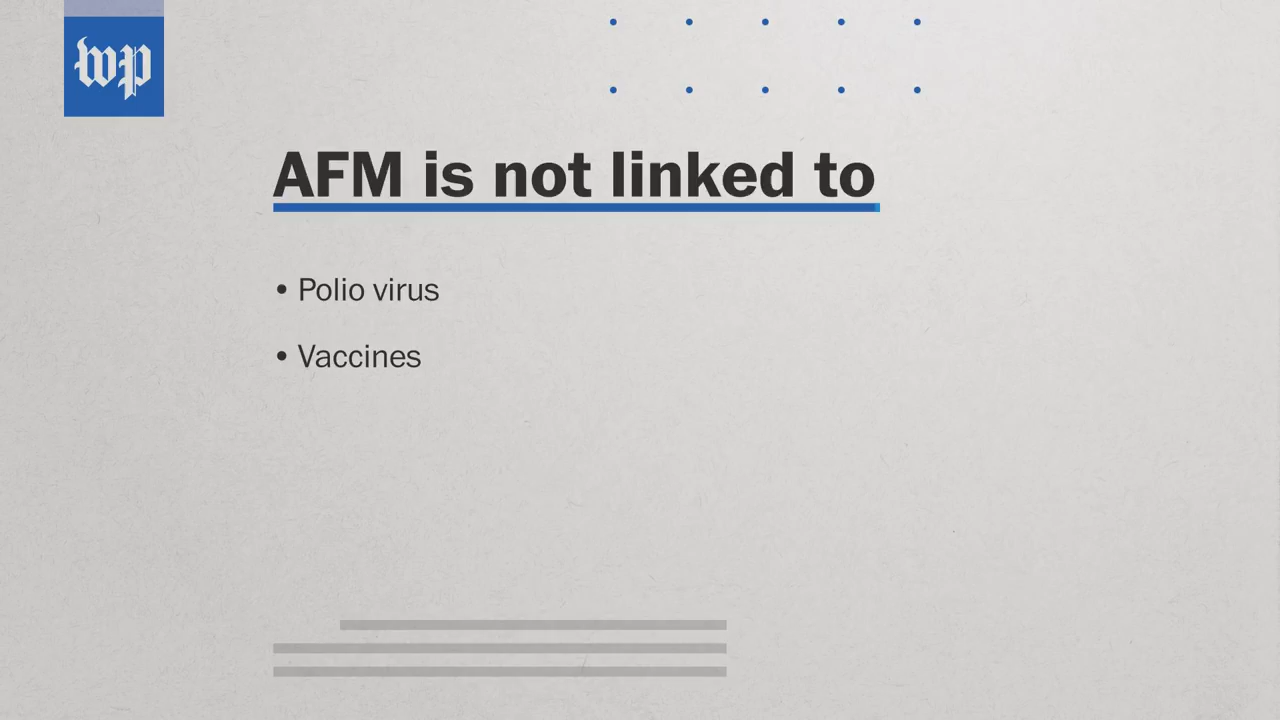 wp
AFM is not linked to
• Polio virus
• Vaccines